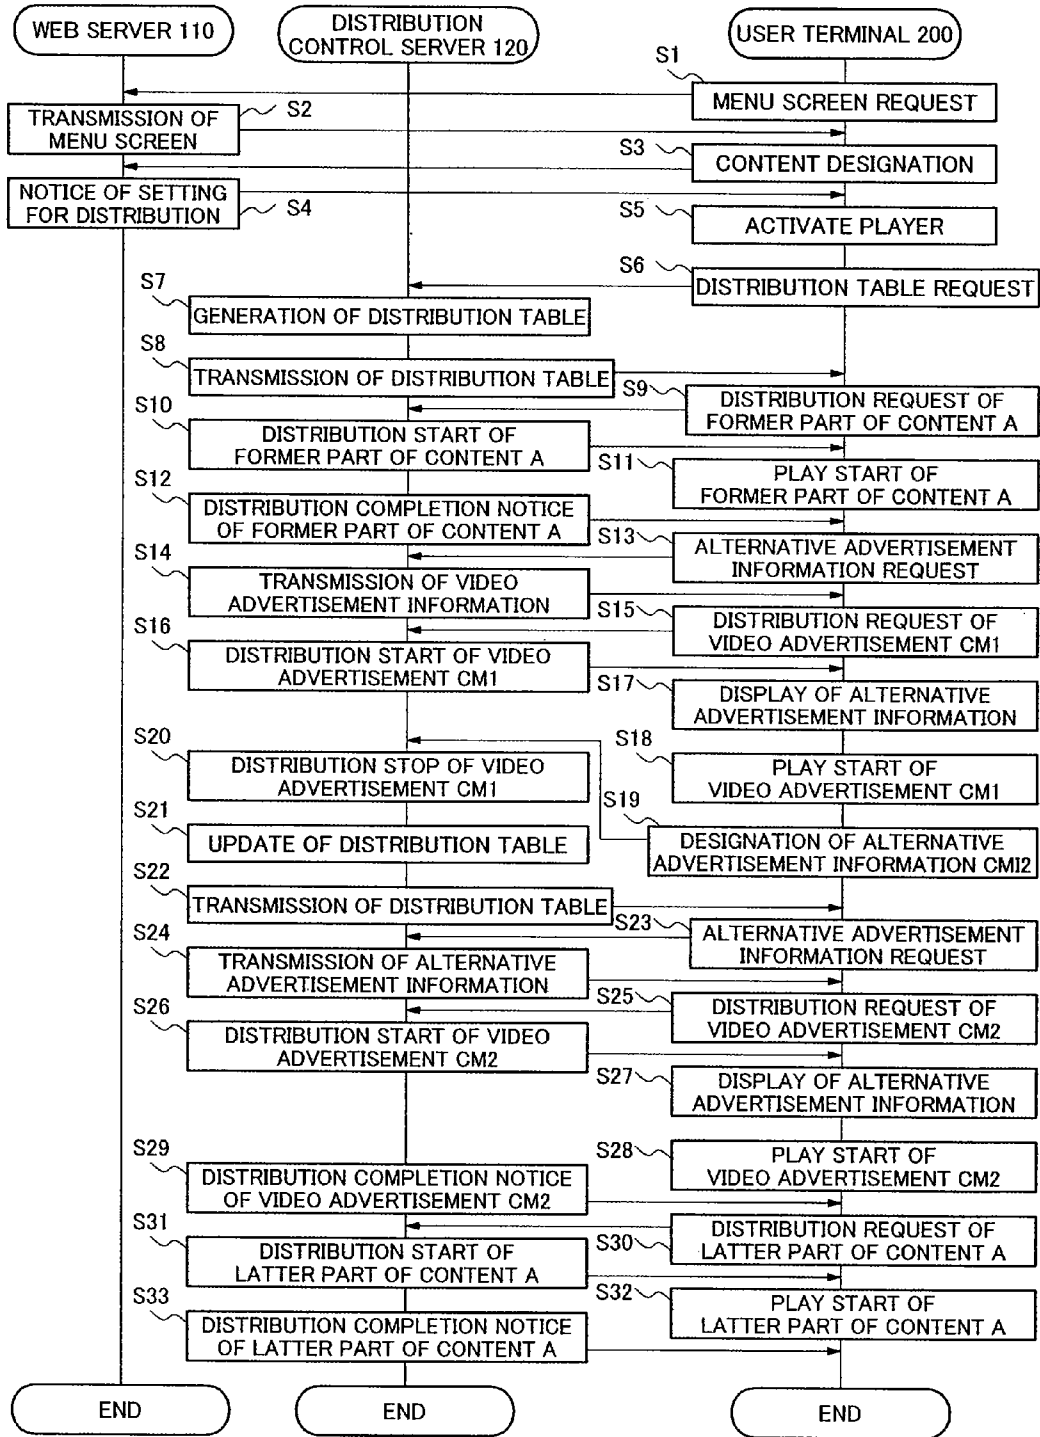 WEB SERVER 110
DISTRIBUTION
CONTROL SERVER 120
USER TERMINAL 200
S1
MENU SCREEN REQUEST
S2
TRANSMISSION OF
MENU SCREEN
S3
CONTENT DESIGNATION
NOTICE OF SETTING
FOR DISTRIBUTION
S4
S5
ACTIVATE PLAYER
S6
DISTRIBUTION TABLE REQUEST
S7
GENERATION OF DISTRIBUTION TABLE
S8
TRANSMISSION OF DISTRIBUTION TABLE
S9
DISTRIBUTION REQUEST OF
FORMER PART OF CONTENT A
S10
DISTRIBUTION START OF
FORMER PART OF CONTENT A
S11
PLAY START OF
FORMER PART OF CONTENT A
S12
DISTRIBUTION COMPLETION NOTICE
OF FORMER PART OF CONTENT A
S13
ALTERNATIVE ADVERTISEMENT
INFORMATION REQUEST
S14
TRANSMISSION OF VIDEO
ADVERTISEMENT INFORMATION
S15
DISTRIBUTION REQUEST OF
VIDEO ADVERTISEMENT CM1
S16
DISTRIBUTION START OF VIDEO
ADVERTISEMENT CM1
S17
DISPLAY OF ALTERNATIVE
ADVERTISEMENT INFORMATION
S18
PLAY START OF
VIDEO ADVERTISEMENT CM1
S20
DISTRIBUTION STOP OF VIDEO
ADVERTISEMENT CM1
S19
DESIGNATION OF ALTERNATIVE
ADVERTISEMENT INFORMATION CMI2
S21
UPDATE OF DISTRIBUTION TABLE
S22
TRANSMISSION OF DISTRIBUTION TABLE
S23
ALTERNATIVE ADVERTISEMENT
INFORMATION REQUEST
S24
TRANSMISSION OF ALTERNATIVE
ADVERTISEMENT INFORMATION
S25
DISTRIBUTION REQUEST OF
VIDEO ADVERTISEMENT CM2
S26
DISTRIBUTION START OF VIDEO
ADVERTISEMENT CM2
S27
DISPLAY OF ALTERNATIVE
ADVERTISEMENT INFORMATION
S28
PLAY START OF
VIDEO ADVERTISEMENT CM2
S29
DISTRIBUTION COMPLETION NOTICE
OF VIDEO ADVERTISEMENT CM2
S30
DISTRIBUTION REQUEST OF
LATTER PART OF CONTENT A
S31
DISTRIBUTION START OF
LATTER PART OF CONTENT A
S32
PLAY START OF
LATTER PART OF CONTENT A
S33
DISTRIBUTION COMPLETION NOTICE
OF LATTER PART OF CONTENT A
END
END
END